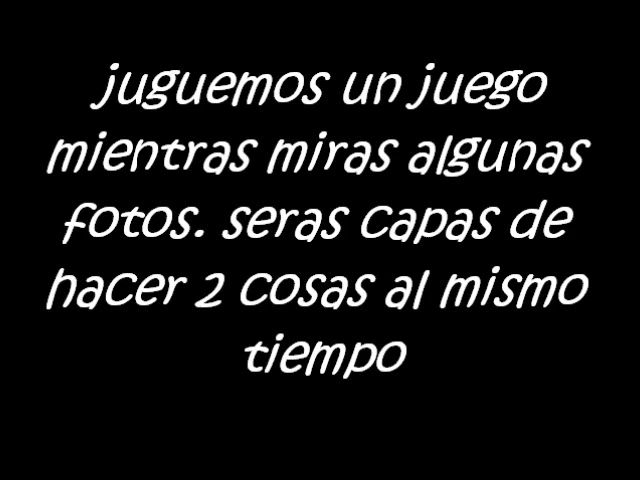 juguemos un juego
mientras miras algunas
fotos. seras capas de
hacer 2 cosas al mismo
tiempo